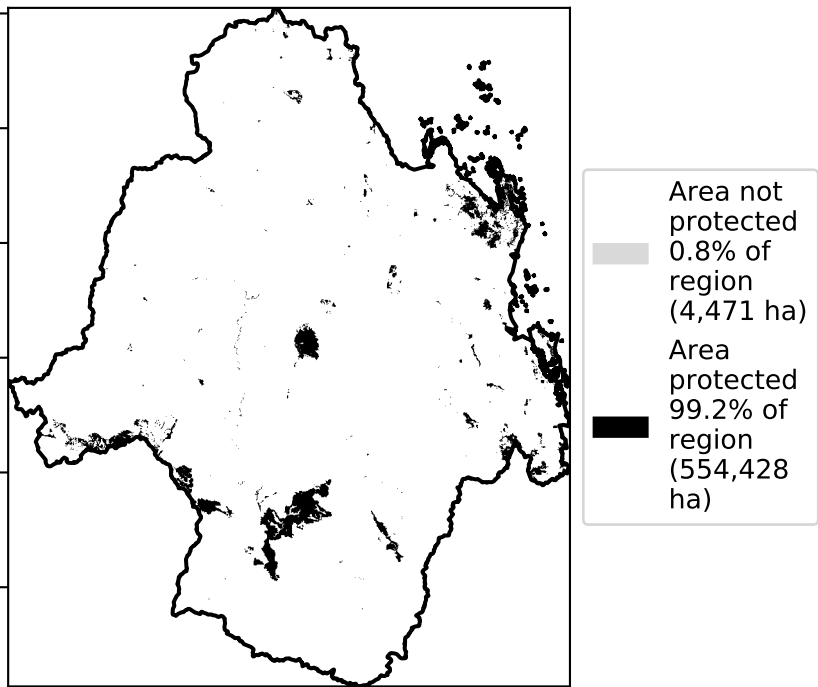 Area not
protected
0.8% of
region
(4,471 ha)
Area
protected
99.2% of
region
(554,428
ha)